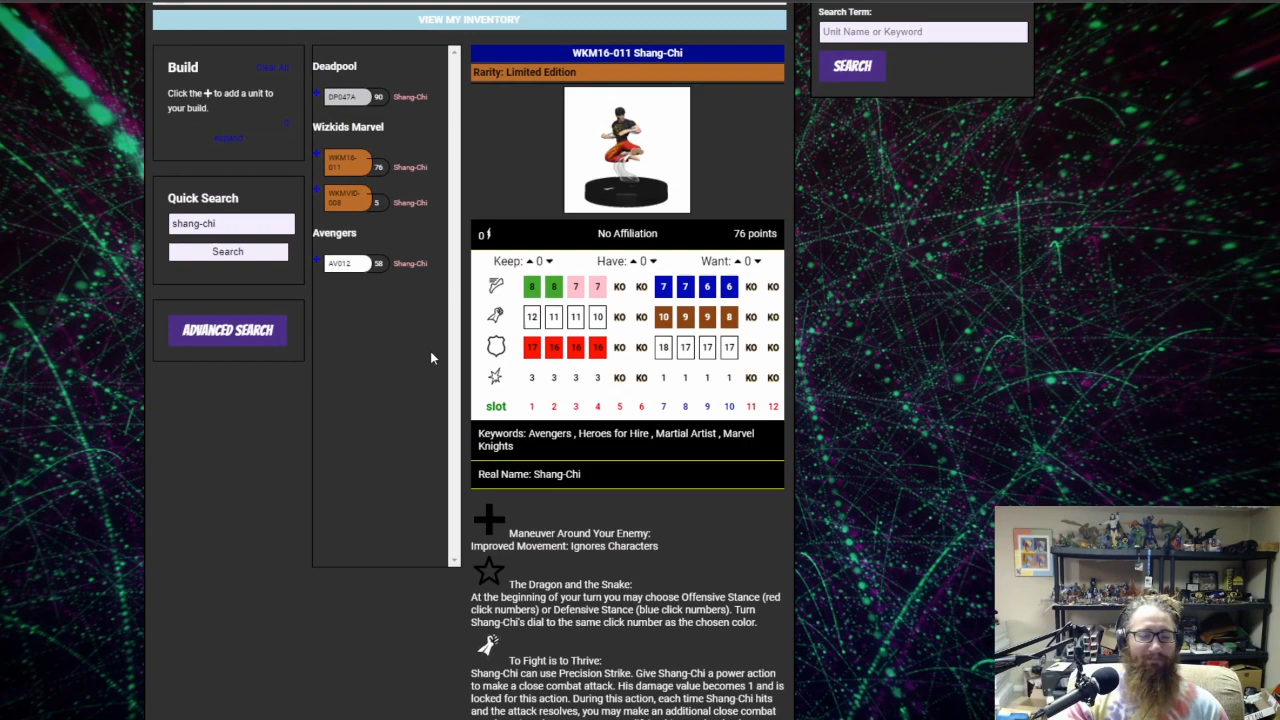 VIEW MY INVENTORY
Build
Clear All
Click the + to add a unit to
your build.
expand
Quick Search
shang-chi
Search
ADVANCED SEARCH
Deadpool
DP047A 90 Shang-Chi
Wizkids Marvel
WKM16-
011 76 Shang-Chi
WKMVID-
008 5 Shang-Chi
Avengers
AV012 58 Shang-Chi
WKM16-011 Shang-Chi
Rarity: Limited Edition
0 No Affiliation 76 points
Keep: 0 Have: 0 Want: 0
8 8 7 7 KO KO 7 7 6 6 KO KO
12 11 11 10 KO KO 10 9 9 8 KO KO
17 16 16 16 KO KO 18 17 17 17 KO KO
3 3 3 3 KO KO 1 1 1 1 KO KO
slot 1 2 3 4 5 6 7 8 9 10 11 12
Keywords: Avengers , Heroes for Hire , Martial Artist , Marvel
Knights
Real Name: Shang-Chi
Maneuver Around Your Enemy:
Improved Movement: Ignores Characters
The Dragon and the Snake:
At the beginning of your turn you may choose Offensive Stance (red
click numbers) or Defensive Stance (blue click numbers). Turn
Shang-Chi's dial to the same click number as the chosen color.
To Fight is to Thrive:
Shang-Chi can use Precision Strike. Give Shang-Chi a power action
to make a close combat attack. His damage value becomes 1 and is
locked for this action. During this action, each time Shang-Chi hits
and the attack resolves, you may make an additional close combat
Search Term:
Unit Name or Keyword
SEARCH